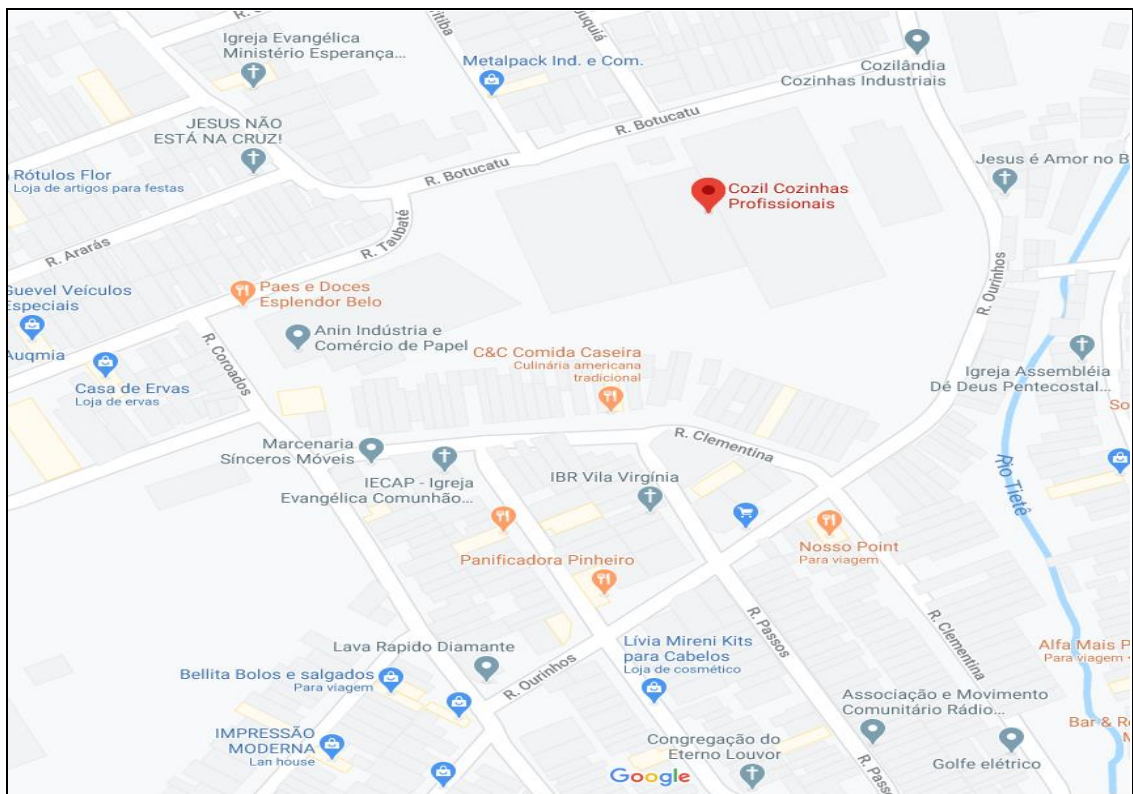 Igreja Evangélica
Ministério Esperança...
Metalpack Ind. e Com.
Cozilândia
Cozinhas Industriais
JESUS NÃO
ESTÁ NA CRUZ!
R. Botucatu
R. Botucatu
Jesus é Amor no B
Rótulos Flor
Loja de artigos para festas
Cozil Cozinhas
Profissionais
R. Ararás
R. Taubaté
R. Ourinhos
Guevel Veículos
Especiais
Paes e Doces
Esplendor Belo
Anin Indústria e
Comércio de Papel
R. Coroados
Auqmia
Casa de Ervas
Loja de ervas
C&C Comida Caseira
Culinária americana
tradicional
Igreja Assembléia
Dé Deus Pentecostal...
So
Marcenaria
Sínceros Móveis
R. Clementina
IECAP - Igreja
Evangélica Comunhão...
IBR Vila Virgínia
Rio Tietê
Nosso Point
Para viagem
Panificadora Pinheiro
R. Passos
R. Clementina
Lava Rapido Diamante
Lívia Mireni Kits
para Cabelos
Loja de cosmético
Alfa Mais P
Para viagem
Bellita Bolos e salgados
Para viagem
R. Ourinhos
Associação e Movimento
Comunitário Rádio...
IMPRESSÃO
MODERNA
Lan house
Congregação do
Eterno Louvor
R. Passos
Bar & R
Golfe elétrico
Google